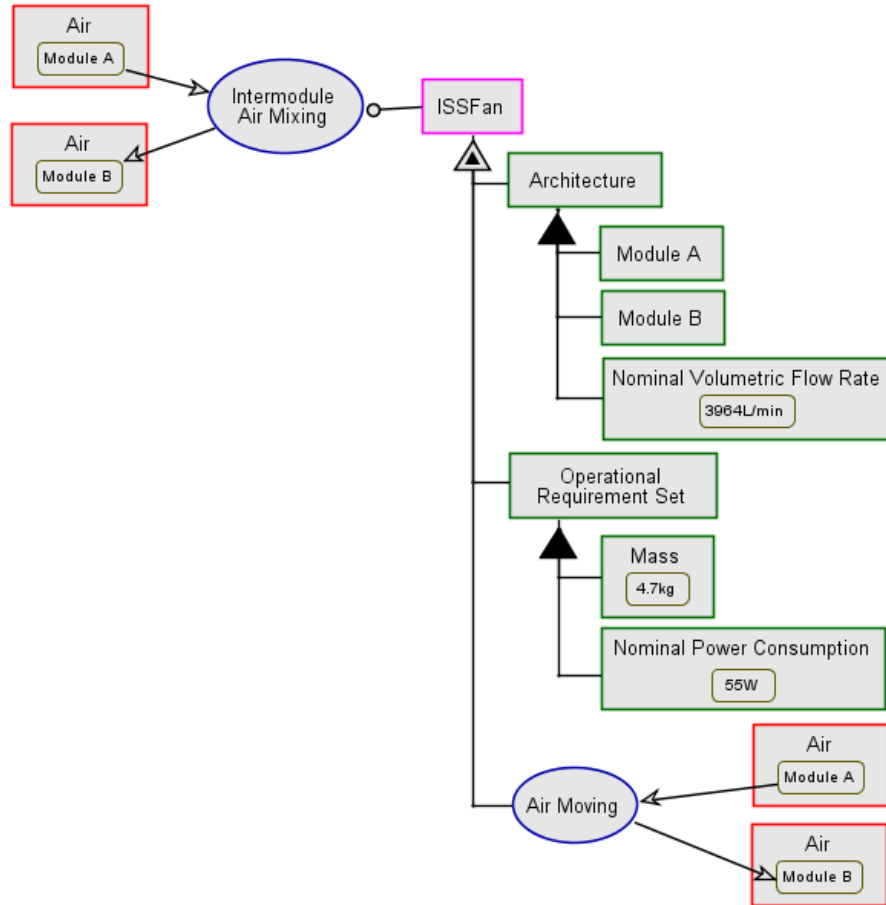 Air
Module A
Intermodule
Air Mixing
ISSFan
Air
Module B
Architecture
Module A
Module B
Nominal Volumetric Flow Rate
3964L/min
Operational
Requirement Set
Mass
4.7kg
Nominal Power Consumption
55W
Air
Module A
Air Moving
Air
Module B